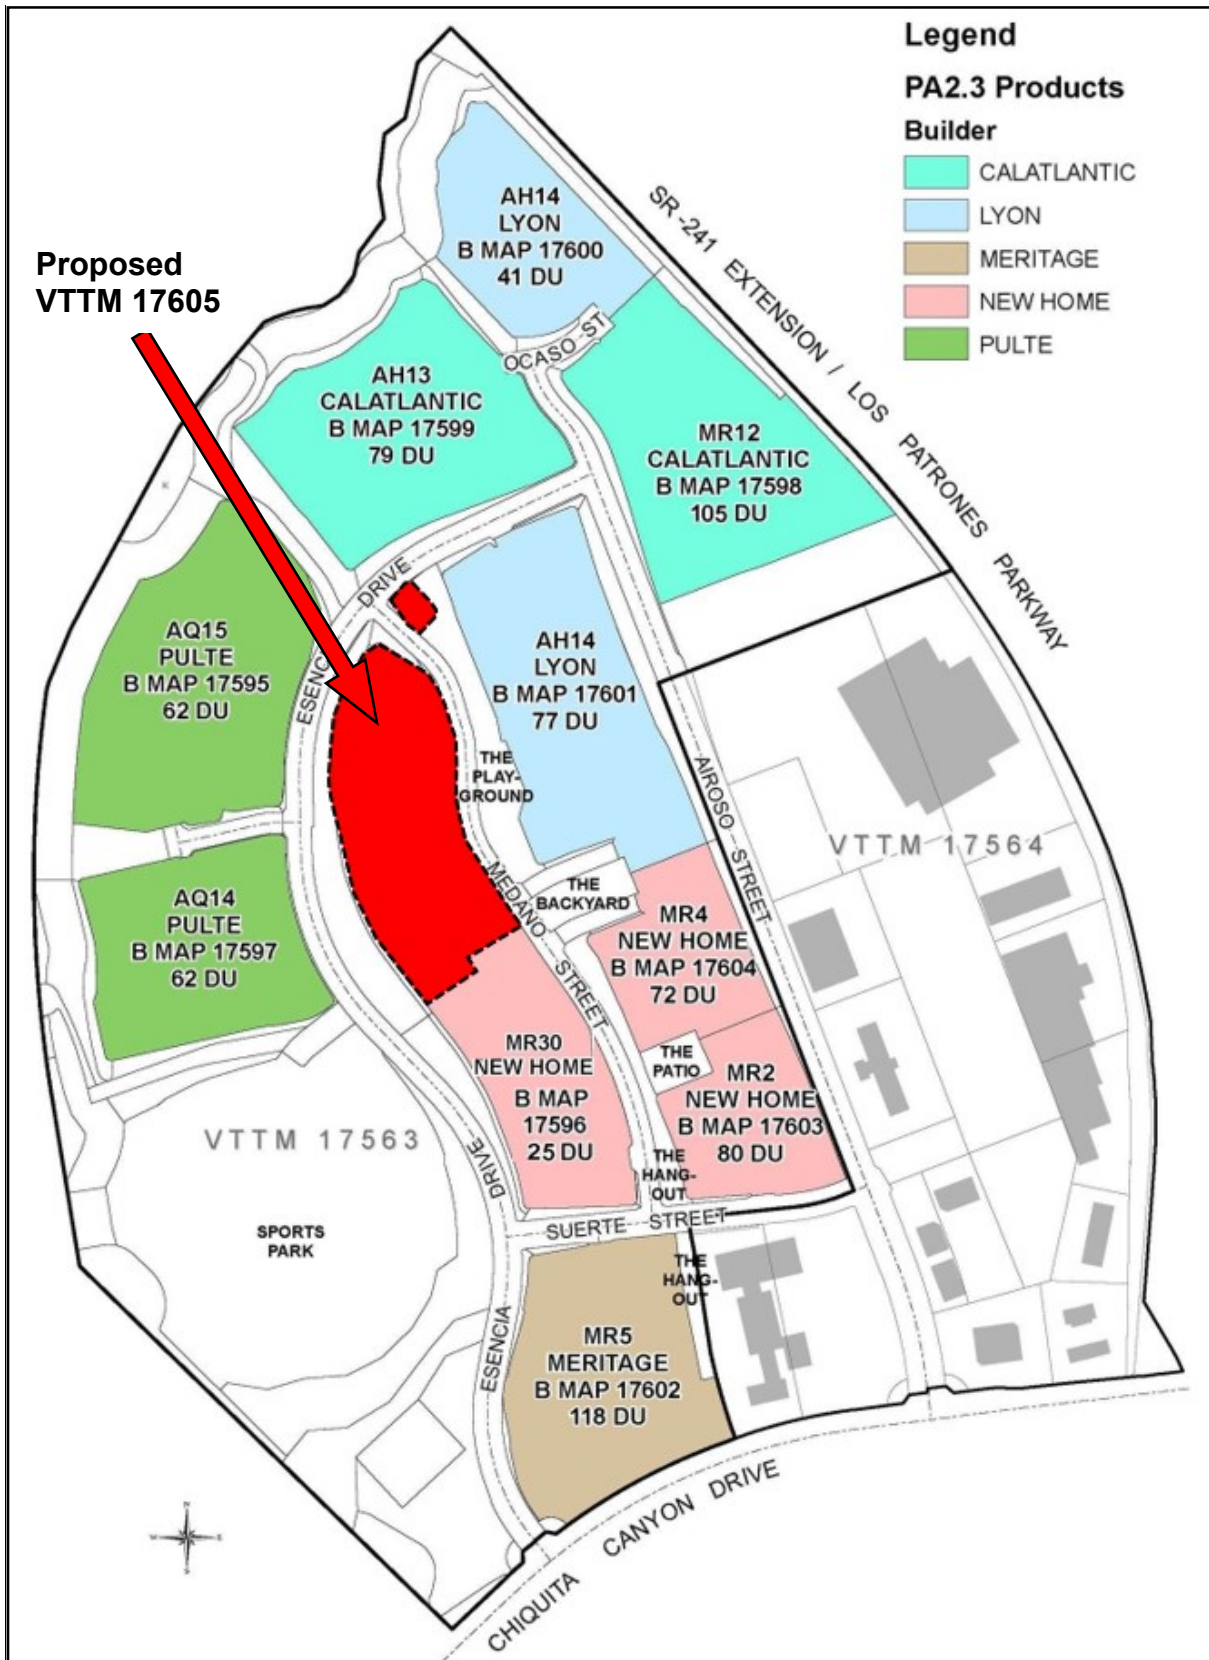 Legend
PA2.3 Products
Builder
CALATLANTIC
LYON
MERITAGE
NEW HOME
PULTE
Proposed
VTTM 17605
SR-241 EXTENSION / LOS PATRONES PARKWAY
AH14
LYON
B MAP 17600
41 DU
OCASO ST
AH13
CALATLANTIC
B MAP 17599
79 DU
MR12
CALATLANTIC
B MAP 17598
105 DU
ESENCIA DRIVE
AQ15
PULTE
B MAP 17595
62 DU
AH14
LYON
B MAP 17601
77 DU
THE
PLAY-
GROUND
AIROSO STREET
VTTM 17564
AQ14
PULTE
B MAP 17597
62 DU
MEDANO STREET
THE
BACKYARD
MR4
NEW HOME
B MAP 17604
72 DU
MR30
NEW HOME
B MAP
17596
25 DU
THE
PATIO
MR2
NEW HOME
B MAP 17603
80 DU
VTTM 17563
THE
HANG-
OUT
SPORTS
PARK
ESENCIA DRIVE
SUERTE STREET
THE
HANG-
OUT
MR5
MERITAGE
B MAP 17602
118 DU
CHIQUITA CANYON DRIVE